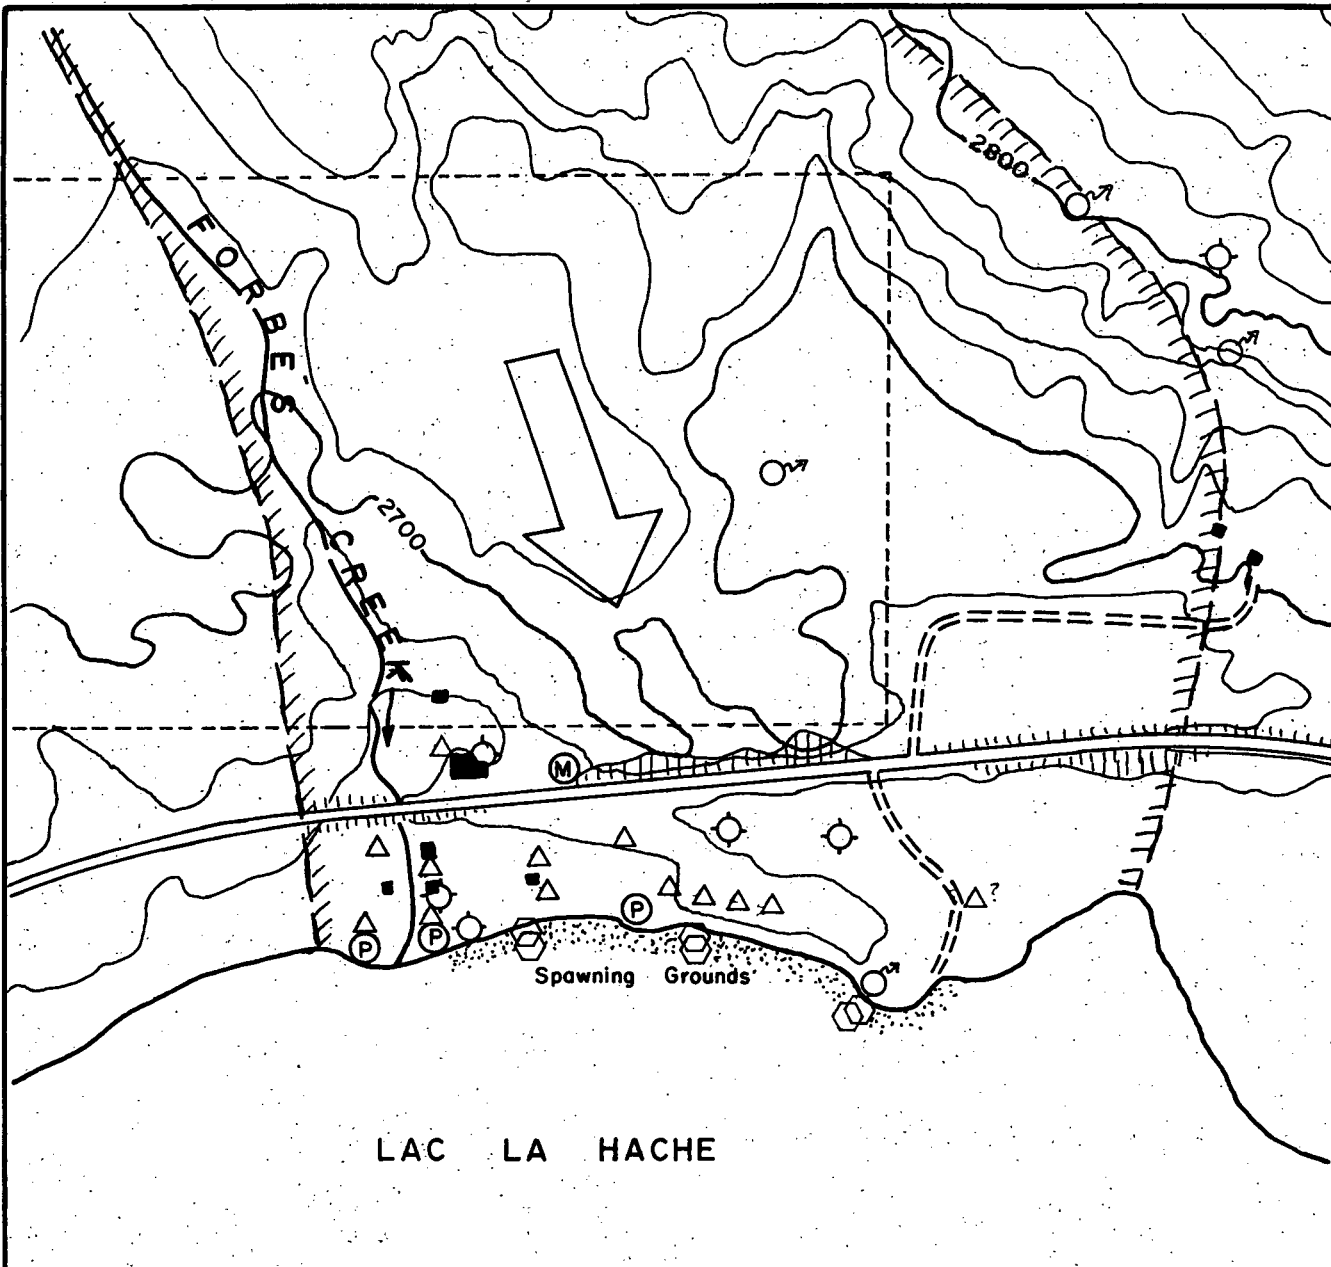 2800
FORBES'
2700
CREEK
M
?
P
P
P
Spawning Grounds
LAC LA HACHE